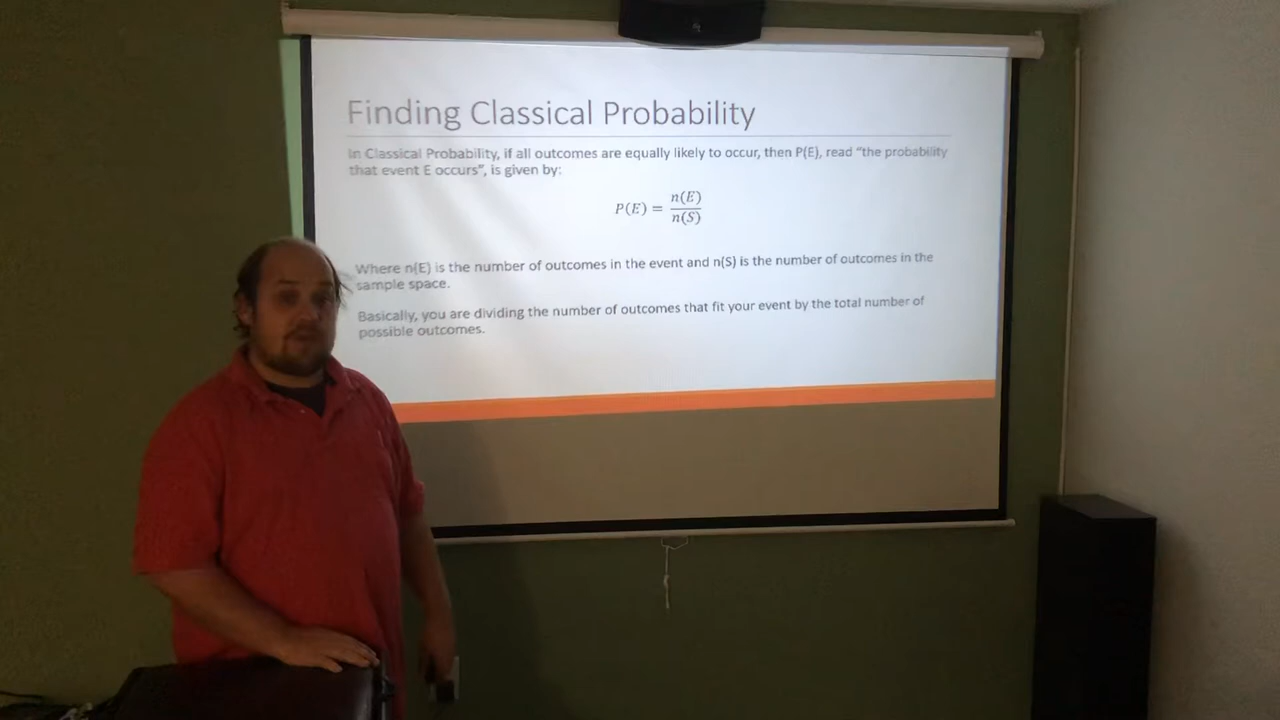 Finding Classical Probability
In Classical Probability, if all outcomes are equally likely to occur, then P(E), read “the probability
that event E occurs”, is given by:
P(E) = n(E)/n(S)
Where n(E) is the number of outcomes in the event and n(S) is the number of outcomes in the
sample space.
Basically, you are dividing the number of outcomes that fit your event by the total number of
possible outcomes.